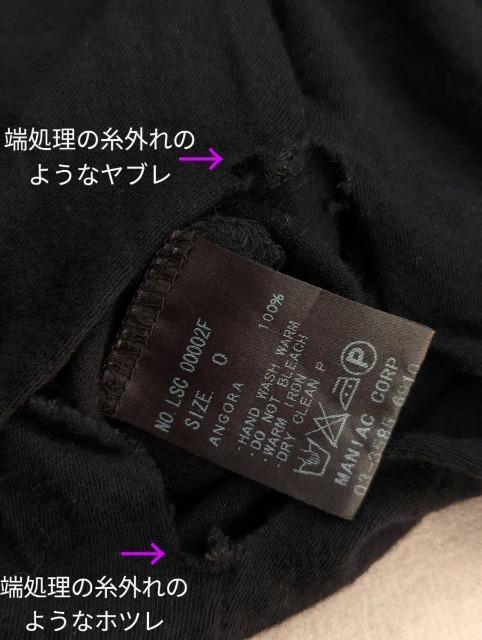 端処理の糸外れの
ようなヤブレ
NO LSC 00002F
SIZE. 0
ANGORA 100%
・HAND WASH WARM
・DO NOT BLEACH
・WARM IRON
・DRY CLEAN P
P
MANIAC CORP
端処理の糸外れの
ようなホツレ